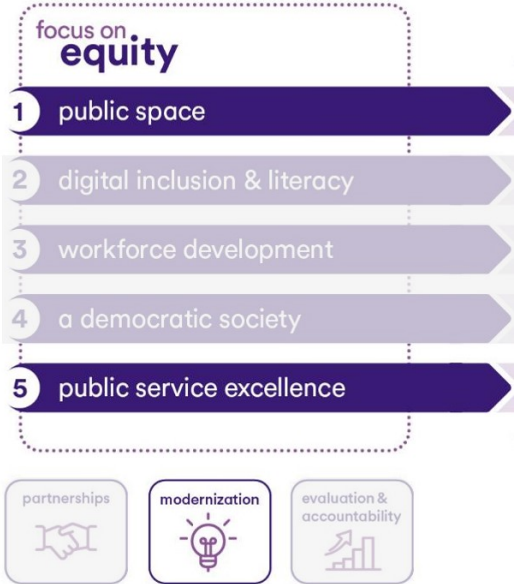 focus on
equity
1 public space
2 digital inclusion & literacy
3 workforce development
4 a democratic society
5 public service excellence
partnerships
modernization
evaluation &
accountability